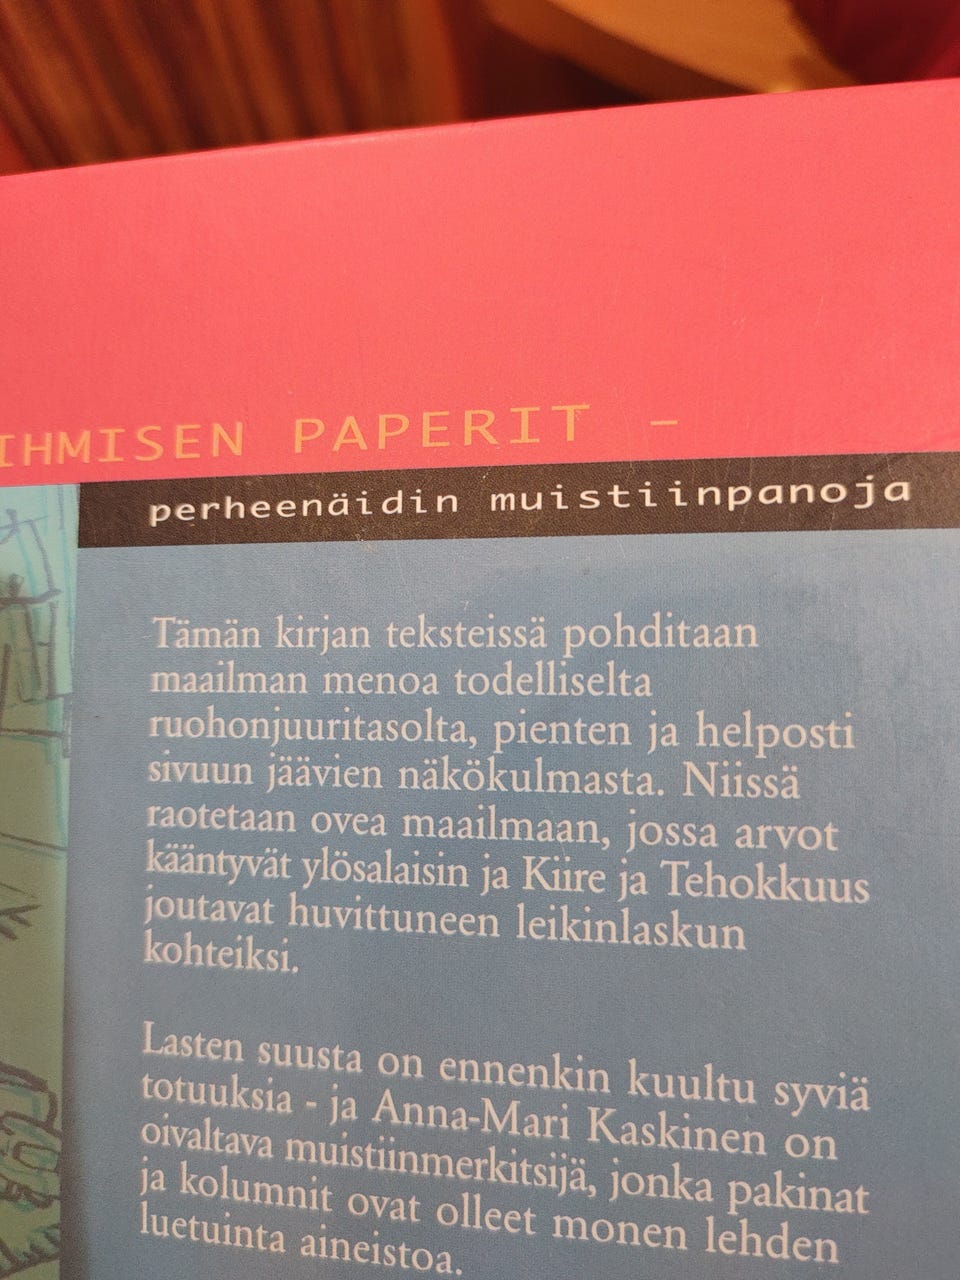 IHMISEN PAPERIT –
perheenäidin muistiinpanoja
Tämän kirjan teksteissä pohditaan
maailman menoa todelliselta
ruohonjuuritasolta, pienten ja helposti
sivuun jäävien näkökulmasta. Niissä
raotetaan ovea maailmaan, jossa arvot
kääntyvät ylösalaisin ja Kiire ja Tehokkuus
joutavat huvittuneen leikinlaskun
kohteiksi.
Lasten suusta on ennenkin kuultu syviä
totuuksia - ja Anna-Mari Kaskinen on
oivaltava muistiinmerkitsijä, jonka pakinat
ja kolumnit ovat olleet monen lehden
luetuinta aineistoa.